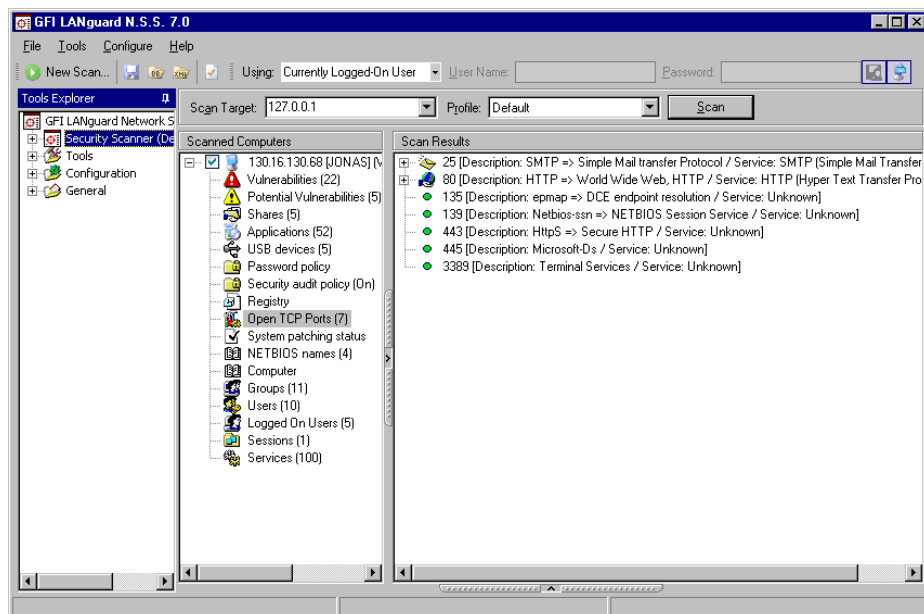 GFI LANguard N.S.S. 7.0
File Tools Configure Help
New Scan... Using: Currently Logged-On User User Name: Password:
Tools Explorer
Scan Target: 127.0.0.1 Profile: Default Scan
GFI LANguard Network S
Security Scanner (De
Tools
Configuration
General
Scanned Computers
130.16.130.68 [JONAS] (
Vulnerabilities (22)
Potential Vulnerabilities (5)
Shares (5)
Applications (52)
USB devices (5)
Password policy
Security audit policy (On)
Registry
Open TCP Ports (7)
System patching status
NETBIOS names (4)
Computer
Groups (11)
Users (10)
Logged On Users (5)
Sessions (1)
Services (100)
Scan Results
25 [Description: SMTP => Simple Mail transfer Protocol / Service: SMTP (Simple Mail Transfer
80 [Description: HTTP => World Wide Web, HTTP / Service: HTTP (Hyper Text Transfer Pro
135 [Description: epmap => DCE endpoint resolution / Service: Unknown]
139 [Description: Netbios-ssn => NETBIOS Session Service / Service: Unknown]
443 [Description: HttpS => Secure HTTP / Service: Unknown]
445 [Description: Microsoft-Ds / Service: Unknown]
3389 [Description: Terminal Services / Service: Unknown]